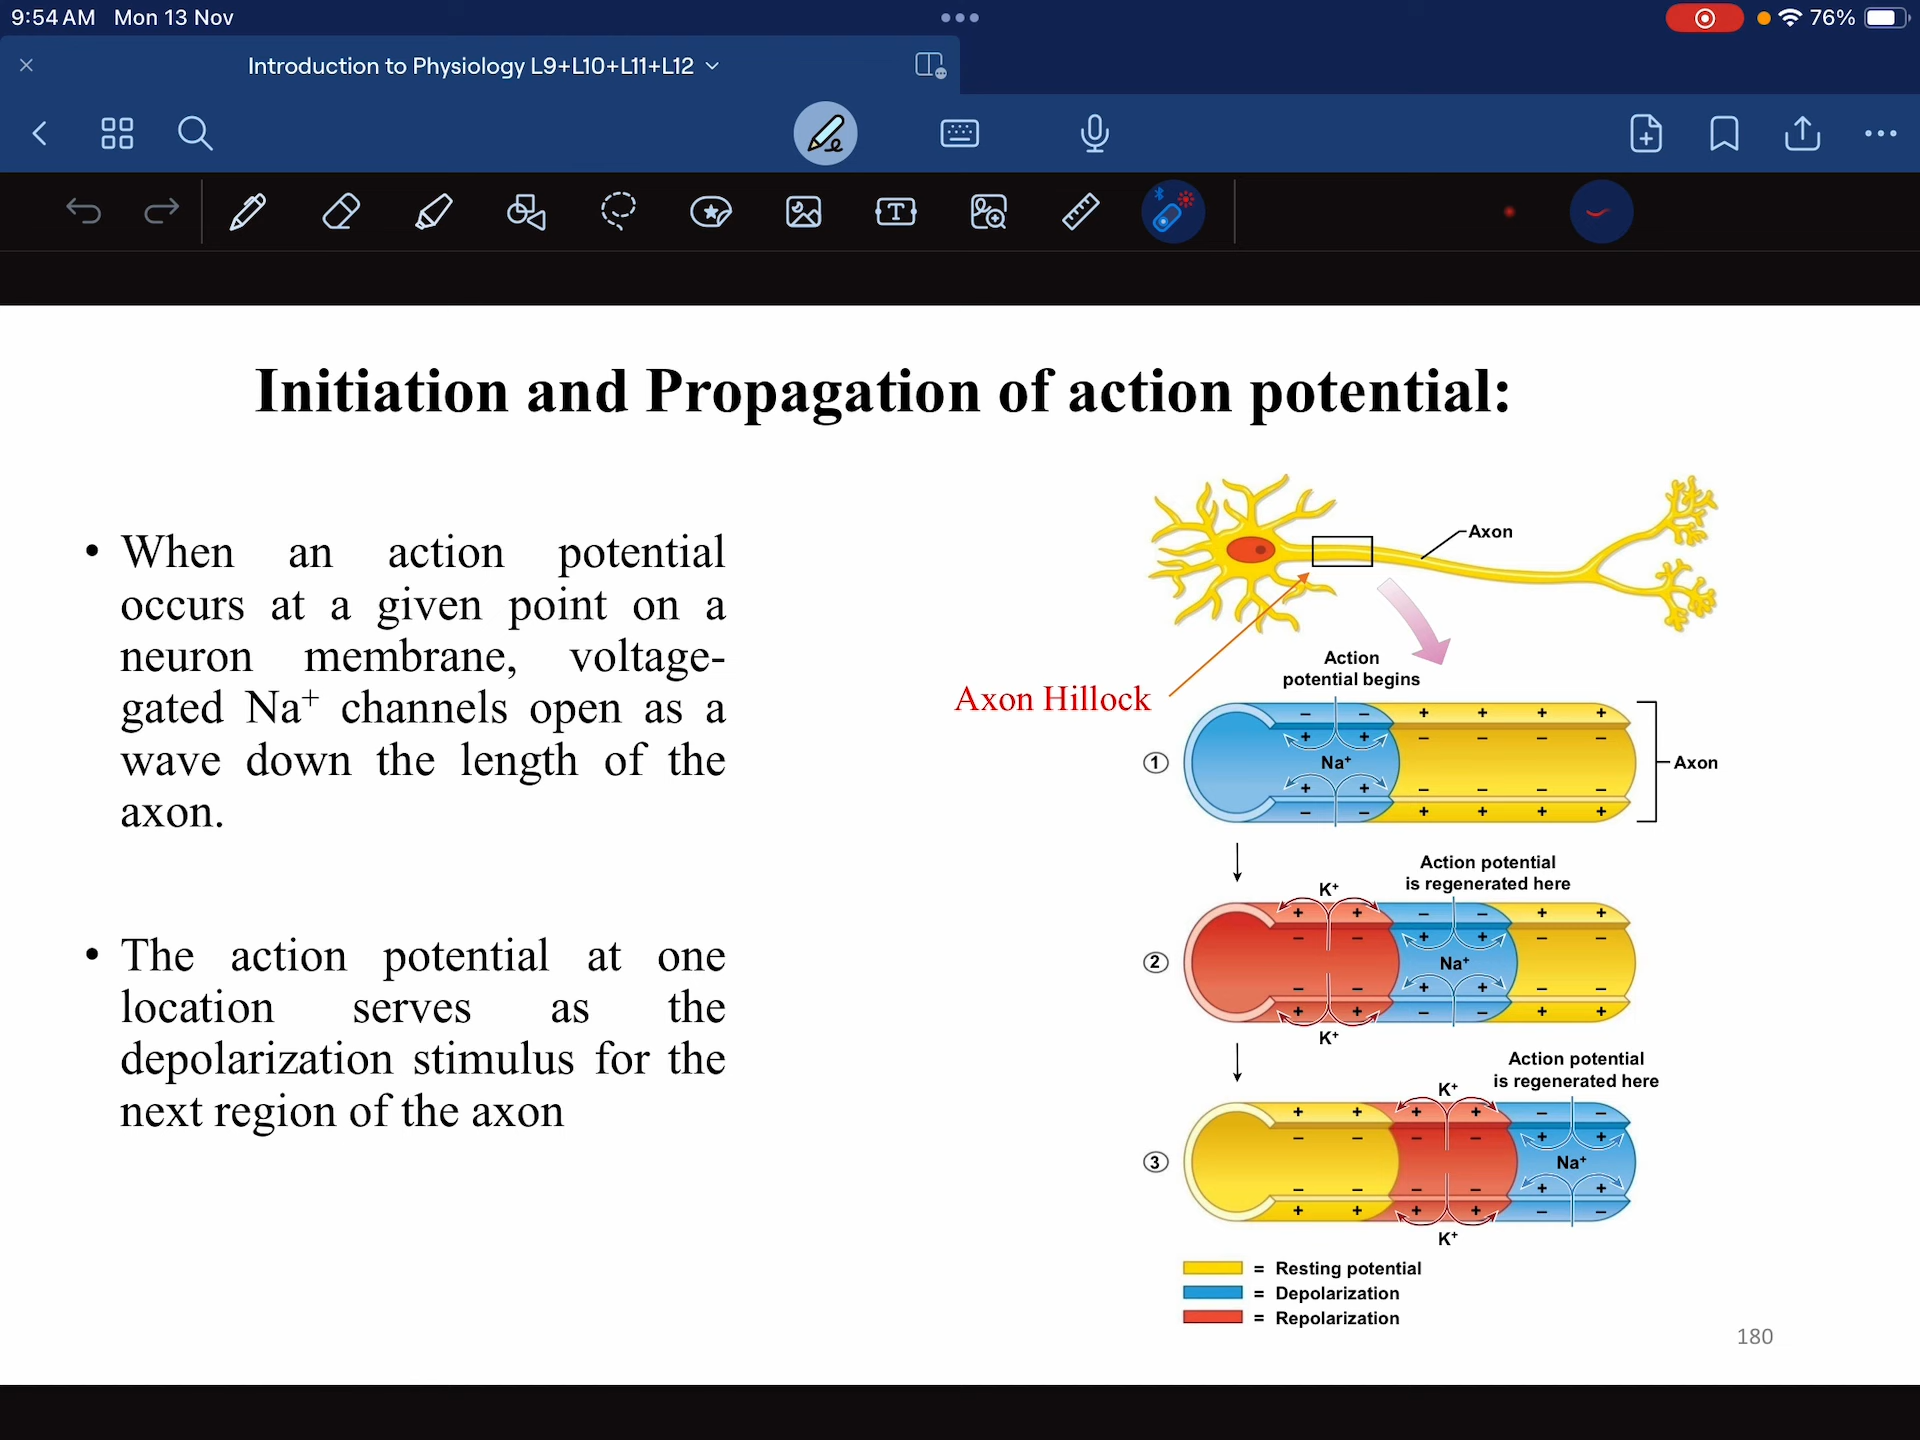 9:54 AM Mon 13 Nov
76%
Introduction to Physiology L9+L10+L11+L12
Initiation and Propagation of action potential:
• When an action potential
occurs at a given point on a
neuron membrane, voltage-
gated Na⁺ channels open as a
wave down the length of the
axon.
• The action potential at one
location serves as the
depolarization stimulus for the
next region of the axon
Axon
Axon Hillock
Action
potential begins
− − + + + +
+ + − − − −
1 Na⁺ Axon
+ + − − − −
− − + + + +
Action potential
is regenerated here
K⁺
+ + − − + +
− − + + − −
2 Na⁺
− − + + − −
+ + − − + +
K⁺
Action potential
is regenerated here
K⁺
+ + + + − −
− − − − + +
3 Na⁺
− − − − + +
+ + + + − −
K⁺
= Resting potential
= Depolarization
= Repolarization
180